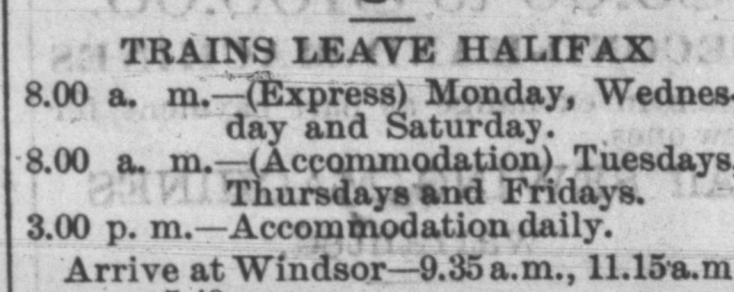 TRAINS LEAVE HALIFAX
8.00 a. m.—(Express) Monday, Wednes-
day and Saturday.
8.00 a. m.—(Accommodation) Tuesdays,
Thursdays and Fridays.
3.00 p. m.—Accommodation daily.
Arrive at Windsor—9.35 a.m., 11.15 a.m